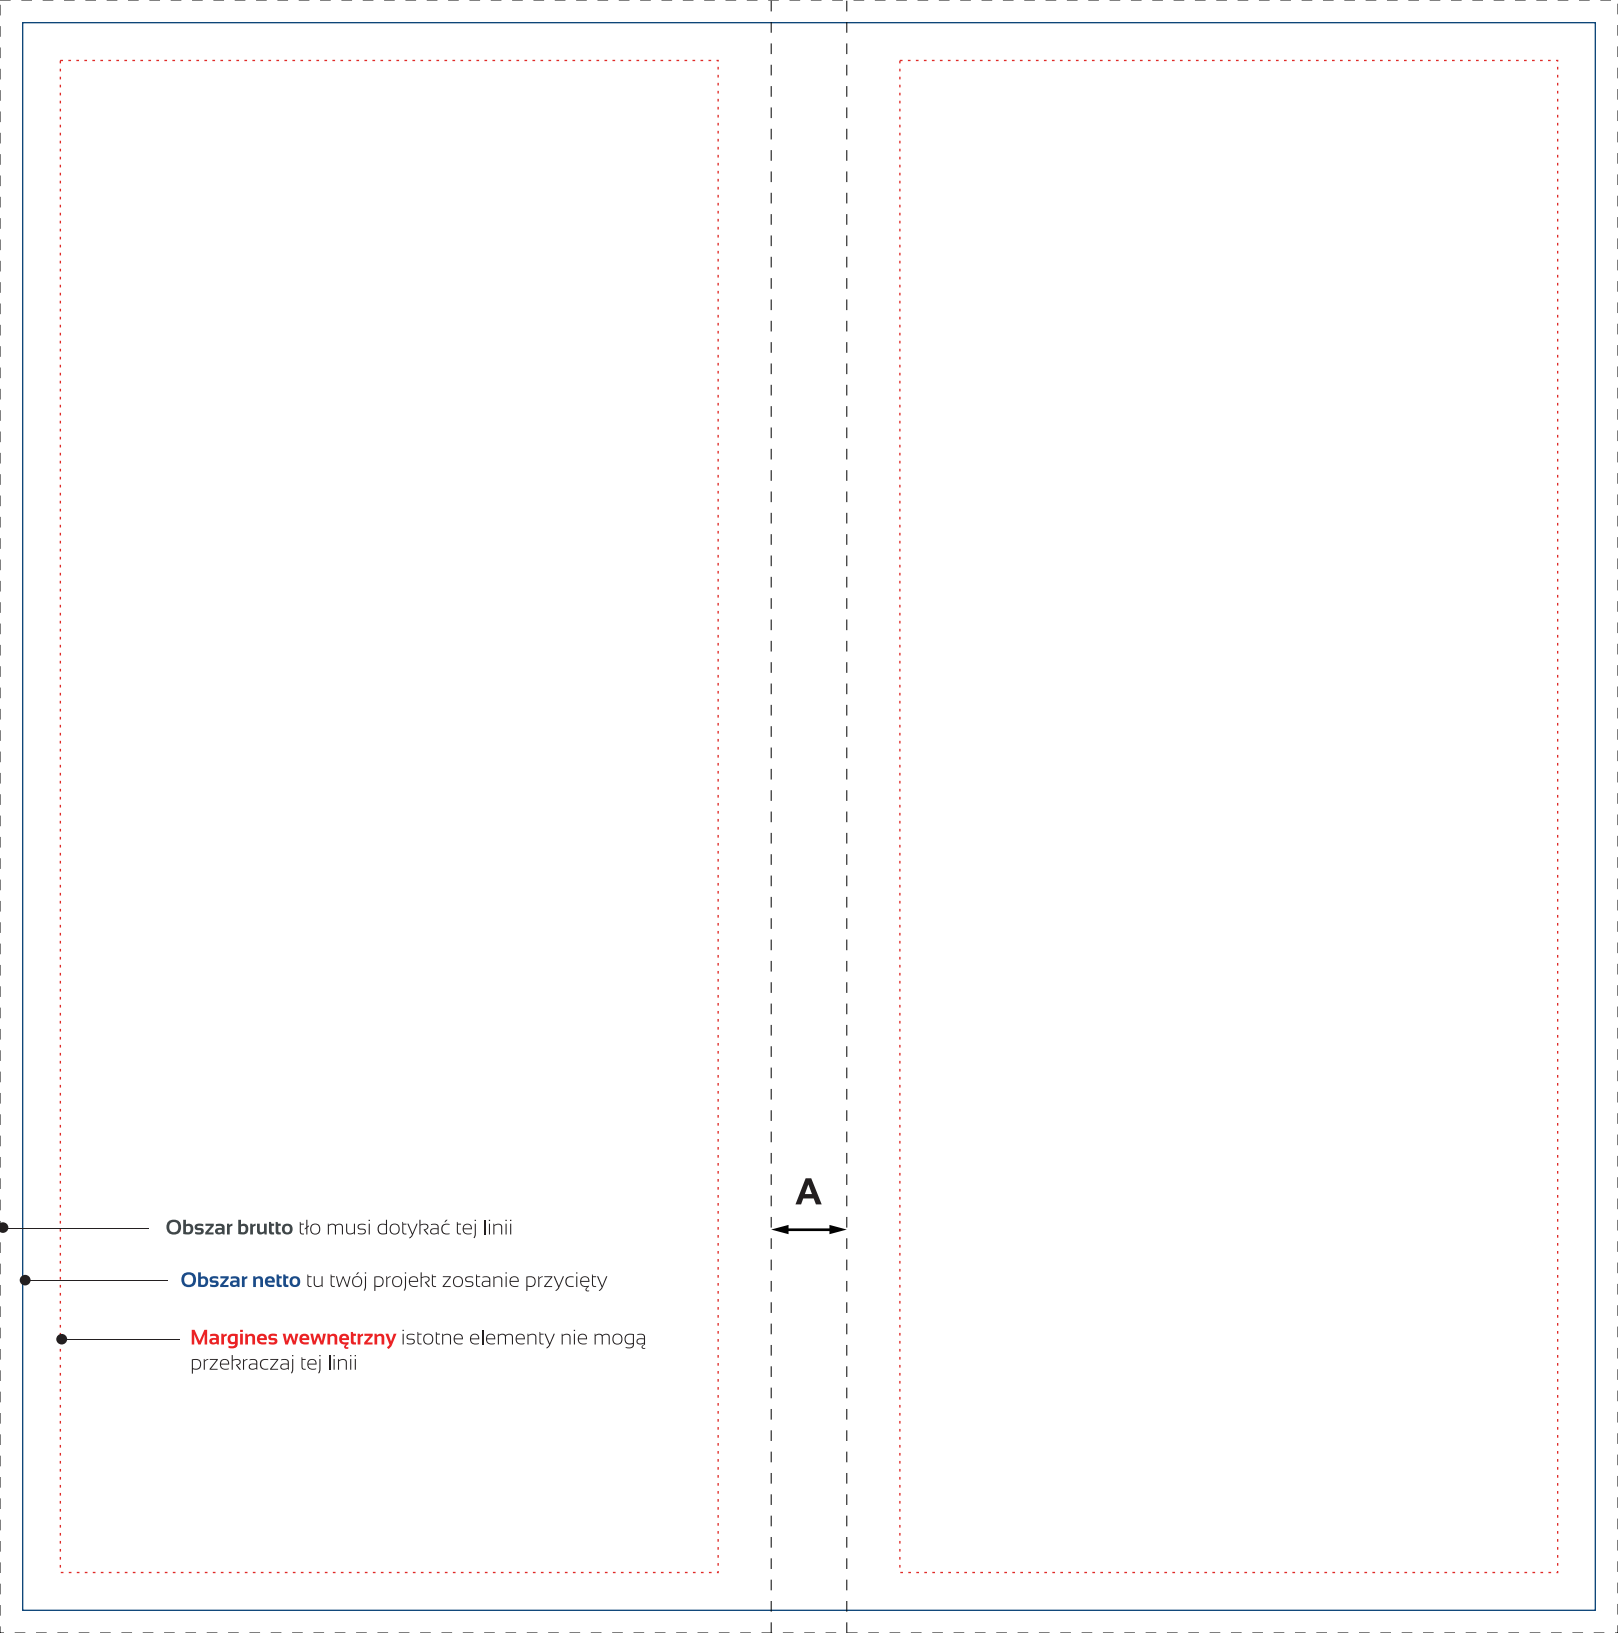 A
Obszar brutto tło musi dotykać tej linii
Obszar netto tu twój projekt zostanie przycięty
Margines wewnętrzny istotne elementy nie mogą
przekraczaj tej linii